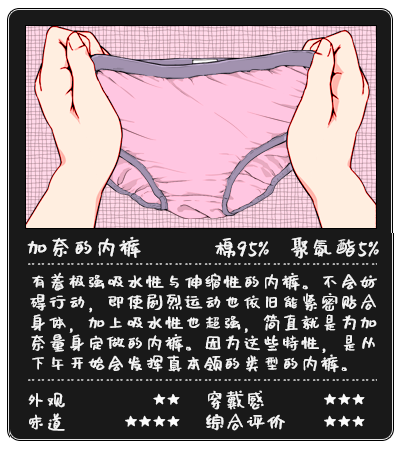 加奈的内裤 棉95% 聚氨酯5%
有着极强吸水性与伸缩性的内裤。不会妨
碍行动，即使剧烈运动也依旧能紧密贴合
身体，加上吸水性也超强，简直就是为加
奈量身定做的内裤。因为这些特性，是从
下午开始会发挥真本领的类型的内裤。
外观 ★★ 穿戴感 ★★★
味道 ★★★★ 综合评价 ★★★